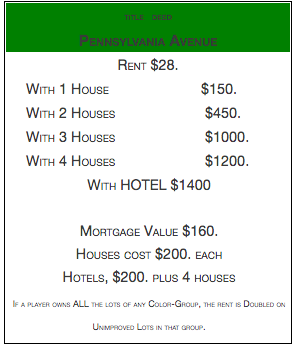 TITLE DEED
PENNSYLVANIA AVENUE
RENT $28.
WITH 1 HOUSE $150.
WITH 2 HOUSES $450.
WITH 3 HOUSES $1000.
WITH 4 HOUSES $1200.
WITH HOTEL $1400
MORTGAGE VALUE $160.
HOUSES COST $200. EACH
HOTELS, $200. PLUS 4 HOUSES
IF A PLAYER OWNS ALL THE LOTS OF ANY COLOR-GROUP, THE RENT IS DOUBLED ON
UNIMPROVED LOTS IN THAT GROUP.